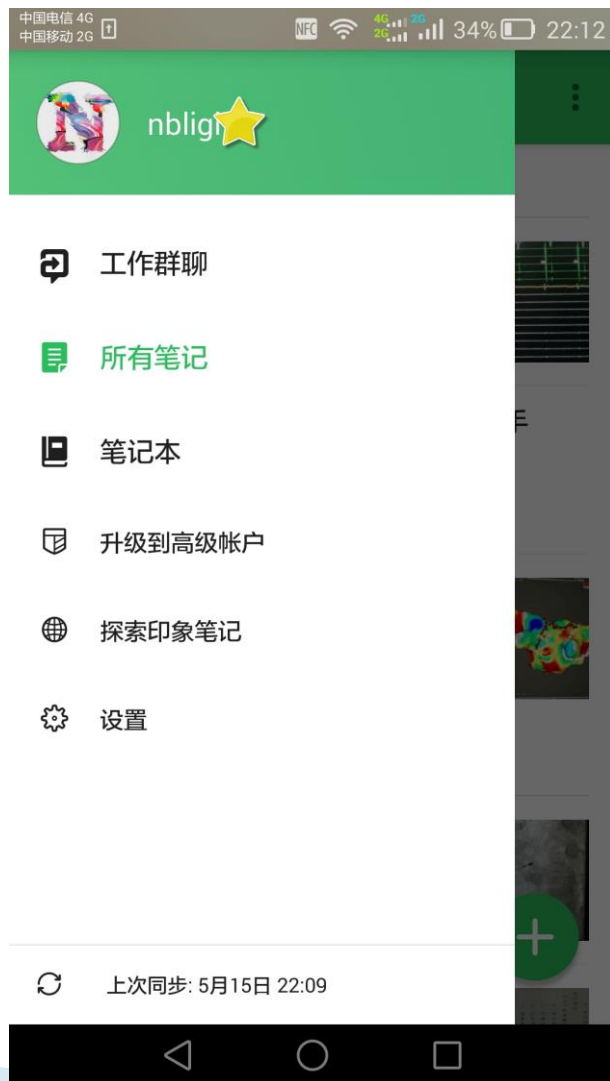 中国电信 4G
中国移动 2G
NFC
4G 2G
2G
34%
22:12
N
nbligi
工作群聊
所有笔记
笔记本
升级到高级帐户
探索印象笔记
设置
上次同步: 5月15日 22:09